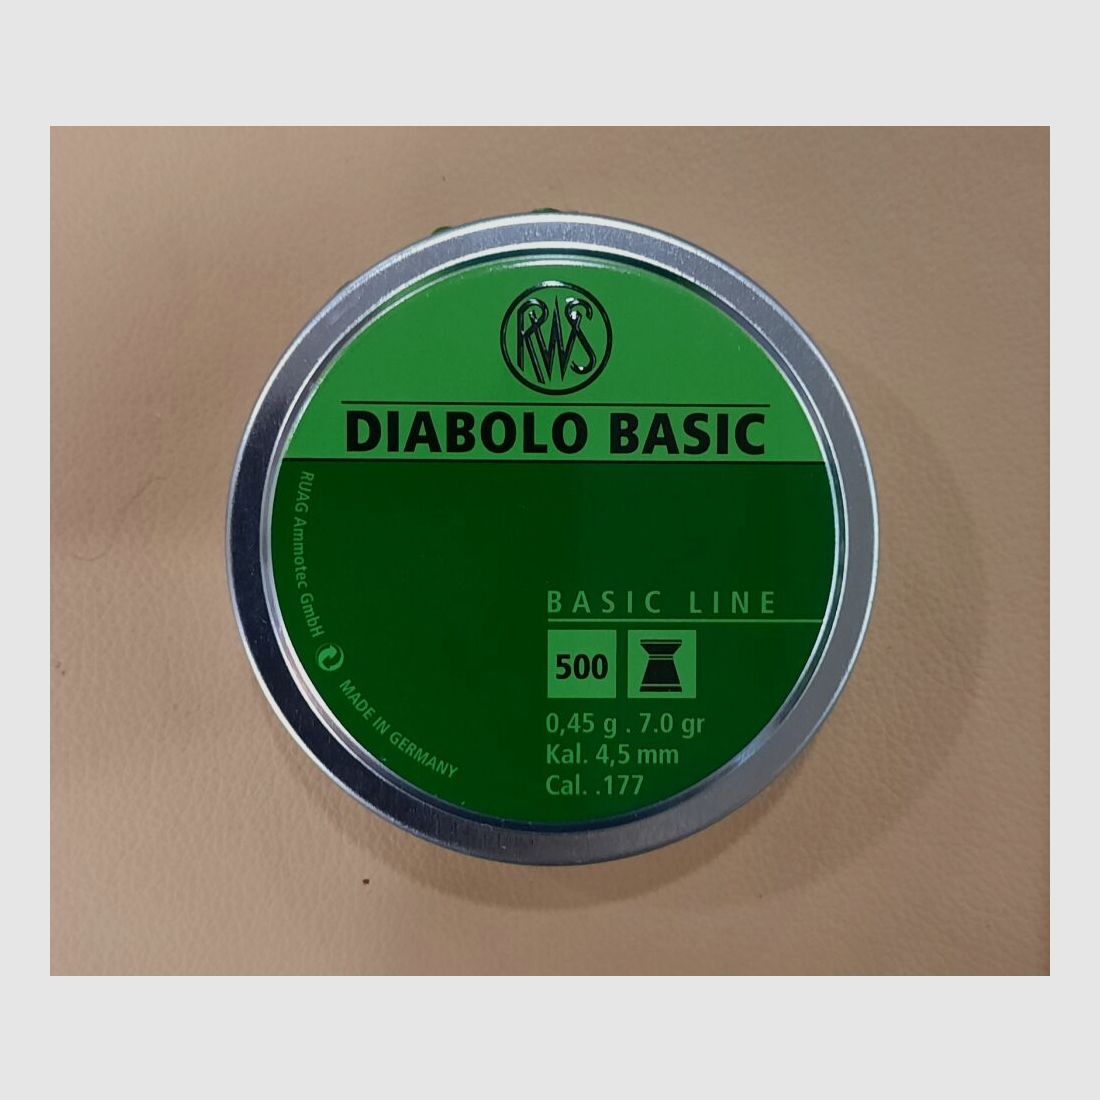 RWS
DIABOLO BASIC
RUAG Ammotec GmbH
MADE IN GERMANY
BASIC LINE
500
0,45 g . 7.0 gr
Kal. 4,5 mm
Cal. .177